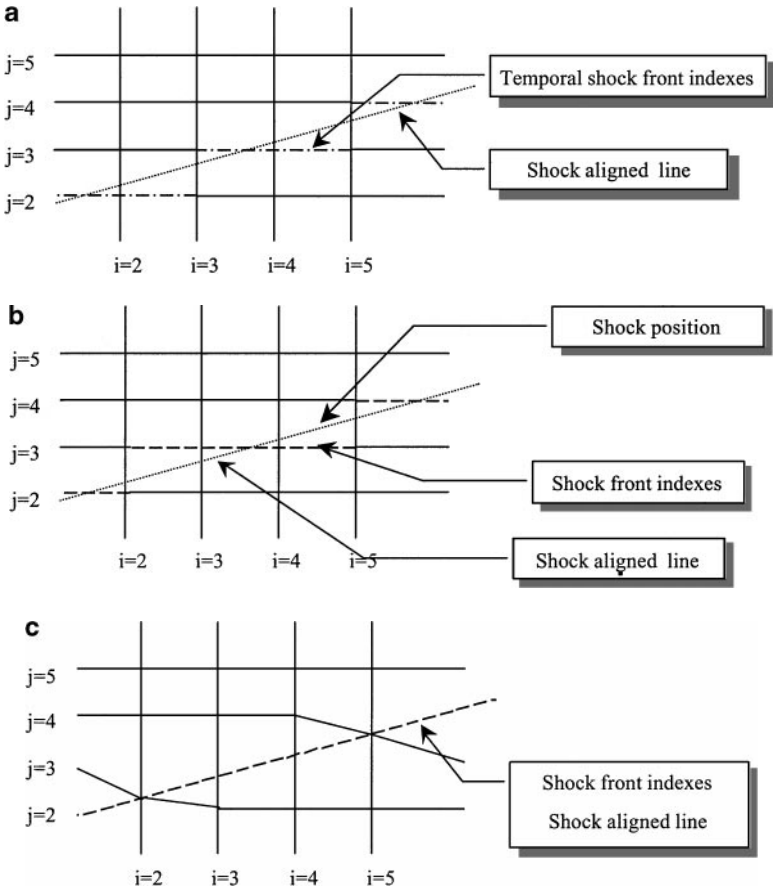 a
j=5
j=4
j=3
j=2
i=2 i=3 i=4 i=5
Temporal shock front indexes
Shock aligned line
b
j=5
j=4
j=3
j=2
i=2 i=3 i=4 i=5
Shock position
Shock front indexes
Shock aligned line
c
j=5
j=4
j=3
j=2
i=2 i=3 i=4 i=5
Shock front indexes
Shock aligned line